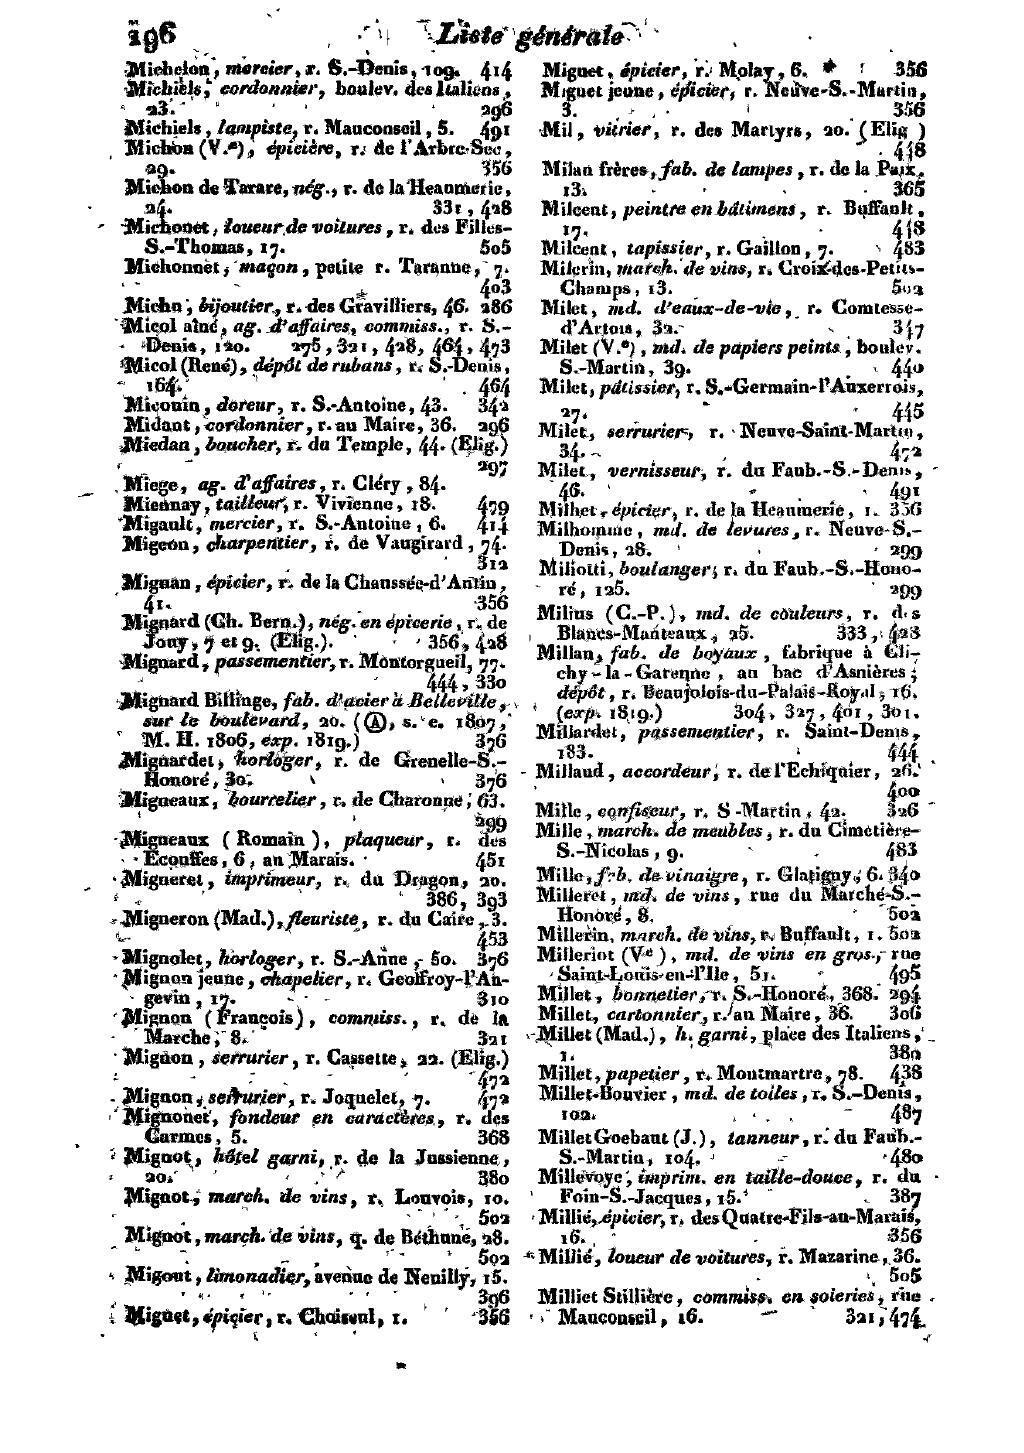 196 Liste générale
Michelon, mercier, r. S.-Denis, 109. 414
Michiels, cordonnier, boulev. des Italiens,
23. 296
Michiels, lampiste, r. Mauconseil, 5. 491
Michon (V.e), épicière, r. de l'Arbre-Sec,
29. 356
Michon de Tarare, nég., r. de la Heaumerie,
24. 331, 428
Michonet, loueur de voitures, r. des Filles-
S.-Thomas, 17. 505
Michonnet, maçon, petite r. Taranne, 7.
403
Michu, bijoutier, r. des Gravilliers, 46. 286
Micol aîné, ag. d'affaires, commiss., r. S.-
Denis, 120. 275, 321, 428, 464, 473
Micol (René), dépôt de rubans, r. S.-Denis,
164. 464
Miconin, doreur, r. S.-Antoine, 43. 342
Midant, cordonnier, r. au Maire, 36. 296
Miedan, boucher, r. du Temple, 44. (Elig.)
297
Miege, ag. d'affaires, r. Cléry, 84.
Miennay, tailleur, r. Vivienne, 18. 479
Migault, mercier, r. S.-Antoine, 6. 414
Migeon, charpentier, r. de Vaugirard, 74.
312
Mignan, épicier, r. de la Chaussée-d'Antin,
41. 356
Mignard (Ch. Bern.), nég. en épicerie, r. de
Jouy, 7 et 9. (Elig.). 356, 428
Mignard, passementier, r. Montorgueil, 77.
444, 330
Mignard Billinge, fab. d'acier à Belleville,
sur le boulevard, 20. (Ⓐ, s. e. 1807,
M. H. 1806, exp. 1819.) 376
Mignardet, horloger, r. de Grenelle-S.-
Honoré, 30. 376
Migneaux, bourrelier, r. de Charonne, 63.
299
Migneaux (Romain), plaqueur, r. des
Ecouffes, 6, au Marais. 451
Migneret, imprimeur, r. du Dragon, 20.
386, 393
Migneron (Mad.), fleuriste, r. du Caire, 3.
453
Mignolet, horloger, r. S.-Anne, 50. 376
Mignon jeune, chapelier, r. Geoffroy-l'An-
gevin, 17. 310
Mignon (François), commiss., r. de la
Marche, 8. 321
Mignon, serrurier, r. Cassette, 22. (Elig.)
472
Mignon, serrurier, r. Joquelet, 7. 472
Mignonet, fondeur en caractères, r. des
Carmes, 5. 368
Mignot, hôtel garni, r. de la Jussienne,
20. 380
Mignot, march. de vins, r. Louvois, 10.
502
Mignot, march. de vins, q. de Béthune, 28.
502
Migout, limonadier, avenue de Neuilly, 15.
396
Miguet, épicier, r. Choiseul, 1. 356
Miguet, épicier, r. Molay, 6. * 356
Miguet jeune, épicier, r. Neuve-S.-Martin,
3. 356
Mil, vitrier, r. des Martyrs, 20. (Elig )
448
Milan frères, fab. de lampes, r. de la Paix,
13. 365
Milcent, peintre en bâtimens, r. Buffault,
17. 448
Milcent, tapissier, r. Gaillon, 7. 483
Milerin, march. de vins, r. Croix-des-Petits-
Champs, 13. 502
Milet, md. d'eaux-de-vie, r. Comtesse-
d'Artois, 32. 347
Milet (V.e), md. de papiers peints, boulev.
S.-Martin, 39. 440
Milet, pâtissier, r. S.-Germain-l'Auxerrois,
27. 445
Milet, serrurier, r. Neuve-Saint-Martin,
34. 472
Milet, vernisseur, r. du Faub.-S.-Denis,
46. 491
Milhet, épicier, r. de la Heaumerie, 1. 356
Milhomme, md. de levures, r. Neuve-S.-
Denis, 28. 299
Miliotti, boulanger, r. du Faub.-S.-Hono-
ré, 125. 299
Milius (C.-P.), md. de couleurs, r. des
Blancs-Manteaux, 25. 333, 428
Millan, fab. de boyaux, fabrique à Cli-
chy-la-Garenne, au bac d'Asnières;
dépôt, r. Beaujolois-du-Palais-Royal, 16.
(exp. 1819.) 304, 327, 401, 301.
Millardet, passementier, r. Saint-Denis,
183. 444
Millaud, accordeur, r. de l'Echiquier, 26.
400
Mille, confiseur, r. S-Martin, 42. 326
Mille, march. de meubles, r. du Cimetière-
S.-Nicolas, 9. 483
Mille, fab. de vinaigre, r. Glatigny, 6. 340
Milleret, md. de vins, rue du Marché-S.-
Honoré, 8. 502
Millerin, march. de vins, r. Buffault, 1. 502
Milleriot (Ve), md. de vins en gros, rue
Saint-Louis-en-l'Ile, 51. 495
Millet, bonnetier, r. S.-Honoré, 368. 294
Millet, cartonnier, r. au Maire, 36. 306
Millet (Mad.), h. garni, place des Italiens,
1. 380
Millet, papetier, r. Montmartre, 78. 438
Millet-Bouvier, md. de toiles, r. S.-Denis,
102. 487
Millet Goebaut (J.), tanneur, r. du Faub.-
S.-Martin, 104. 480
Millevoye, imprim. en taille-douce, r. du
Foin-S.-Jacques, 15. 387
Millié, épicier, r. des Quatre-Fils-au-Marais,
16. 356
Millié, loueur de voitures, r. Mazarine, 36.
505
Milliet Stillière, commiss. en soieries, rue
Mauconseil, 16. 321, 474